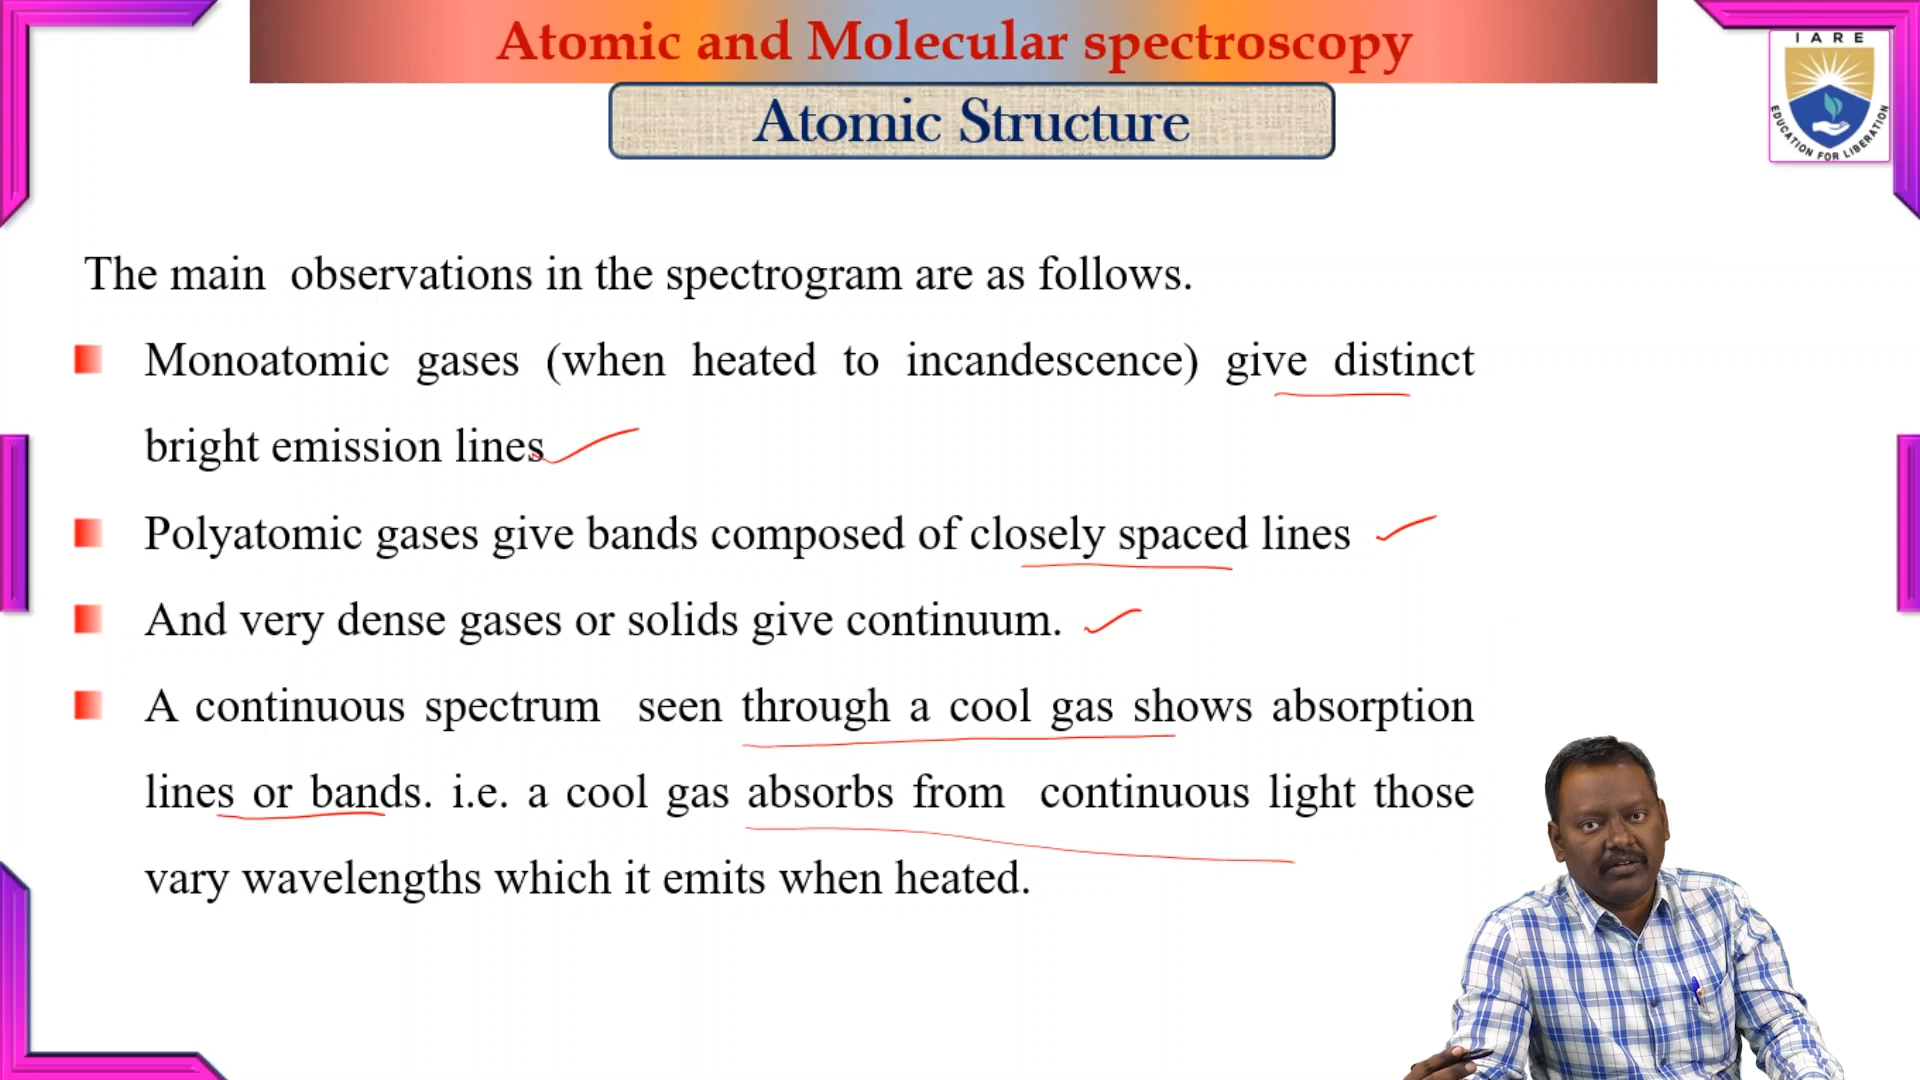 Atomic and Molecular spectroscopy
IARE
EDUCATION FOR LIBERATION
Atomic Structure
The main observations in the spectrogram are as follows.
Monoatomic gases (when heated to incandescence) give distinct
bright emission lines
Polyatomic gases give bands composed of closely spaced lines
And very dense gases or solids give continuum.
A continuous spectrum seen through a cool gas shows absorption
lines or bands. i.e. a cool gas absorbs from continuous light those
vary wavelengths which it emits when heated.